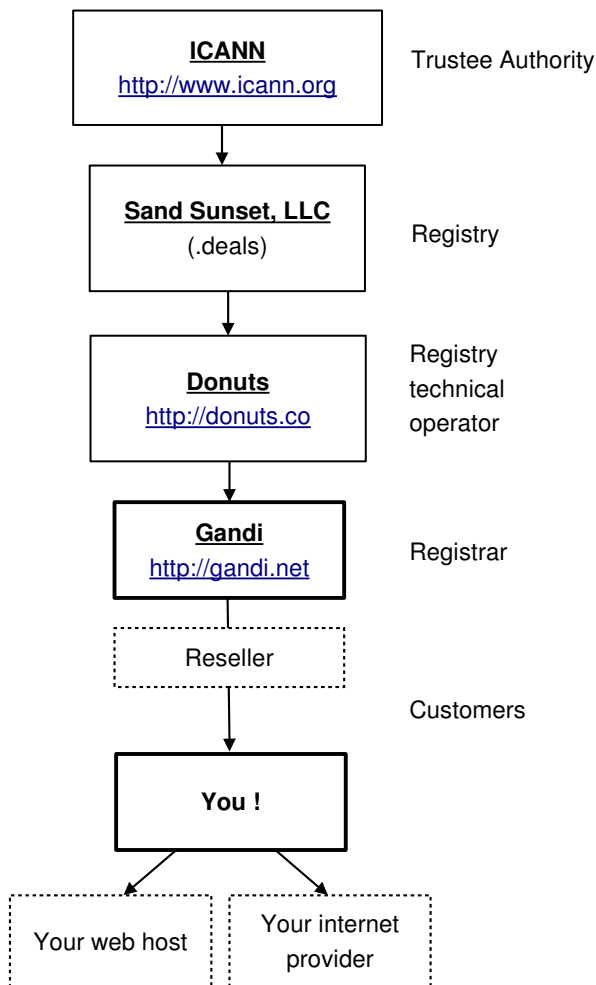 ICANN
http://www.icann.org
Trustee Authority
Sand Sunset, LLC
(.deals)
Registry
Donuts
http://donuts.co
Registry
technical
operator
Gandi
http://gandi.net
Registrar
Reseller
Customers
You !
Your web host
Your internet
provider